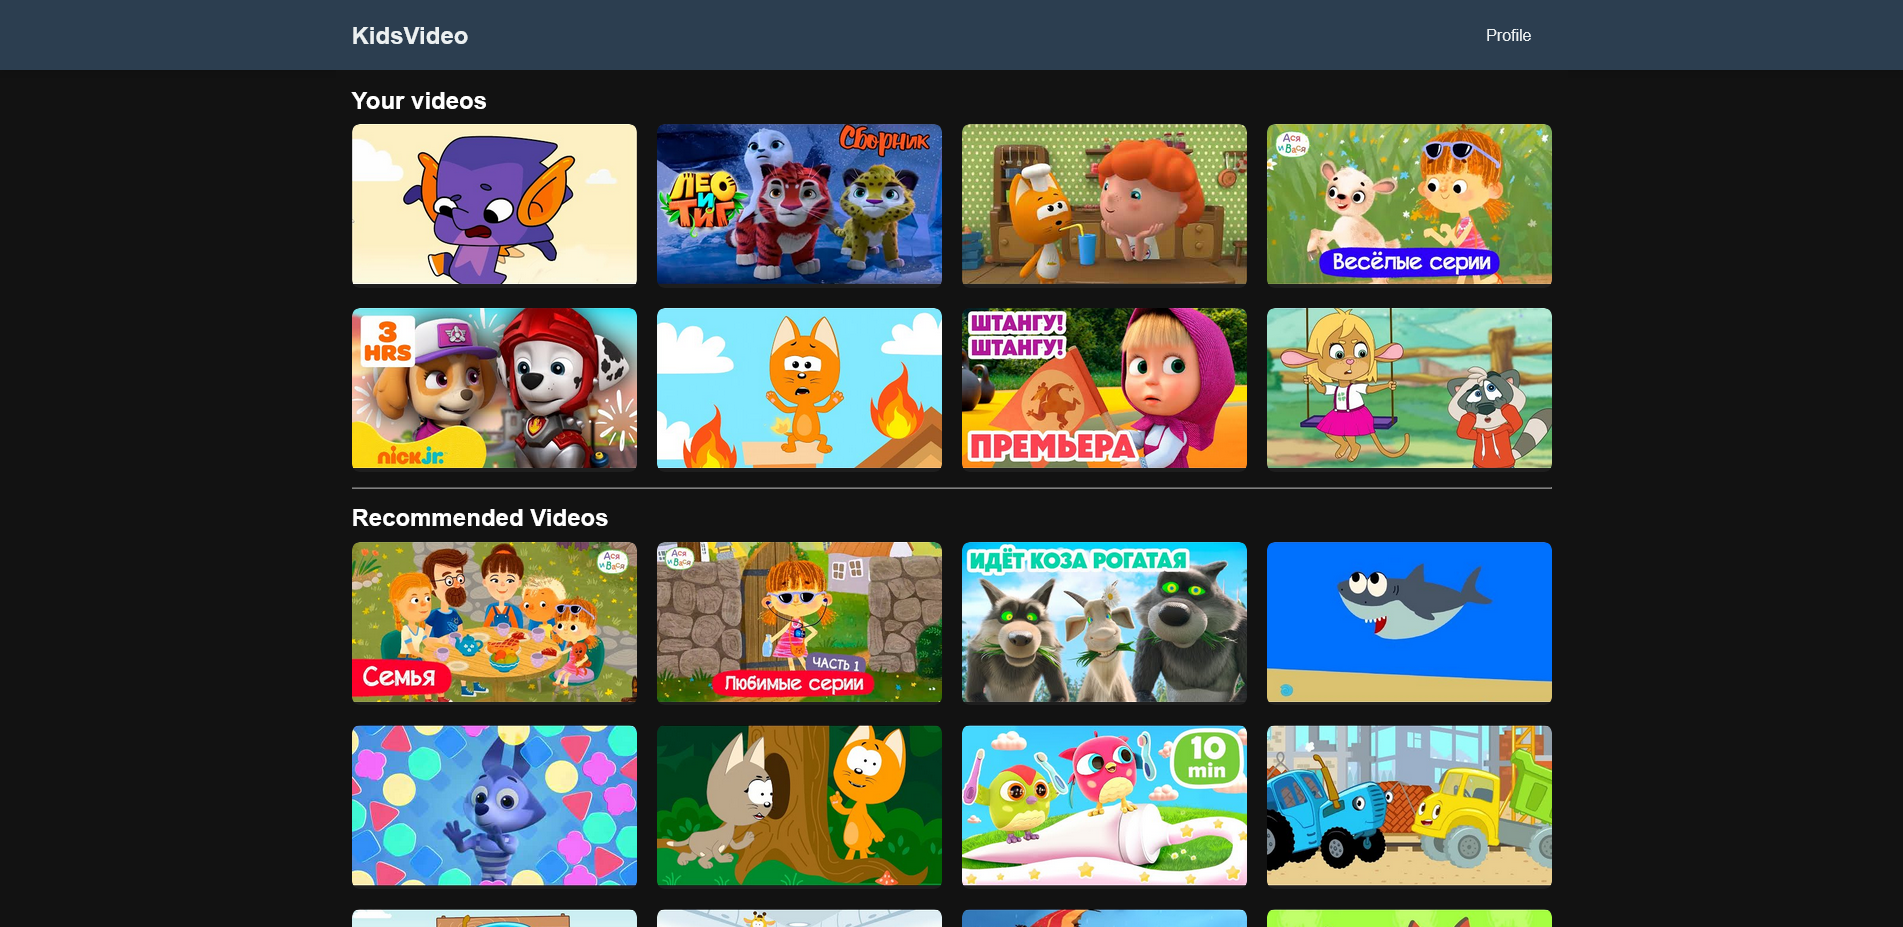 KidsVideo
Profile
Your videos
ЛЕО
И
ТИГ
Сборник
Ася
и Вася
Весёлые серии
3
HRS
nick jr.
ШТАНГУ!
ШТАНГУ!
ПРЕМЬЕРА
Recommended Videos
Ася
и Вася
Семья
Ася
и Вася
ЧАСТЬ 1
Любимые серии
ИДЁТ КОЗА РОГАТАЯ
10
min